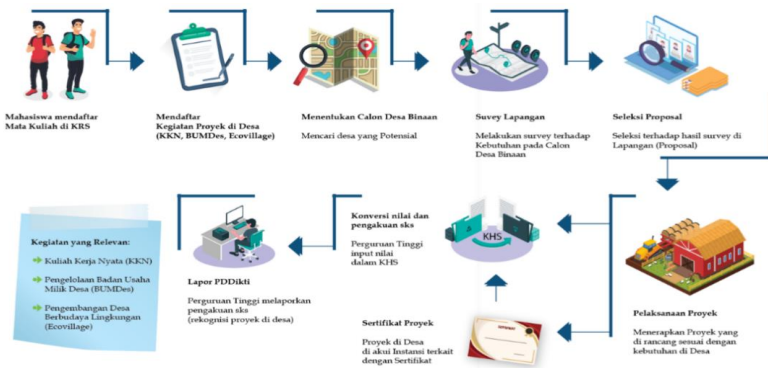 Mahasiswa mendaftar
Mata Kuliah di KRS
Mendaftar
Kegiatan Proyek di Desa
(KKN, BUMDes, Ecovillage)
Menentukan Calon Desa Binaan
Mencari desa yang Potensial
Survey Lapangan
Melakukan survey terhadap
Kebutuhan pada Calon
Desa Binaan
Seleksi Proposal
Seleksi terhadap hasil survey di
Lapangan (Proposal)
Pelaksanaan Proyek
Menerapkan Proyek yang
di rancang sesuai dengan
kebutuhan di Desa
Konversi nilai dan
pengakuan sks
Perguruan Tinggi
input nilai
dalam KHS
KHS
Sertifikat Proyek
Proyek di Desa
di akui Instansi terkait
dengan Sertifikat
Lapor PDDikti
Perguruan Tinggi melaporkan
pengakuan sks
(rekognisi proyek di desa)
Kegiatan yang Relevan:
Kuliah Kerja Nyata (KKN)
Pengelolaan Badan Usaha
Milik Desa (BUMDes)
Pengembangan Desa
Berbudaya Lingkungan
(Ecovillage)